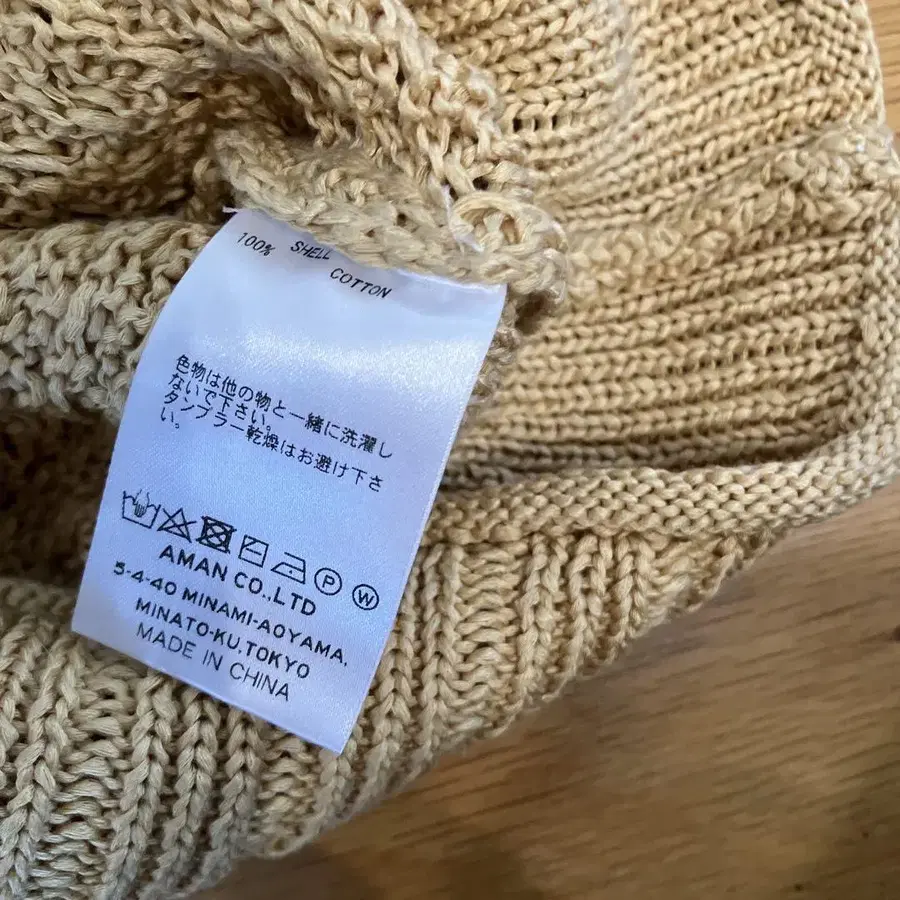 SHELL
100% COTTON
色物は他の物と一緒に洗濯し
ないで下さい。
タンブラー乾燥はお避け下さ
い。
P W
AMAN CO.,LTD
5-4-40 MINAMI-AOYAMA,
MINATO-KU,TOKYO
MADE IN CHINA